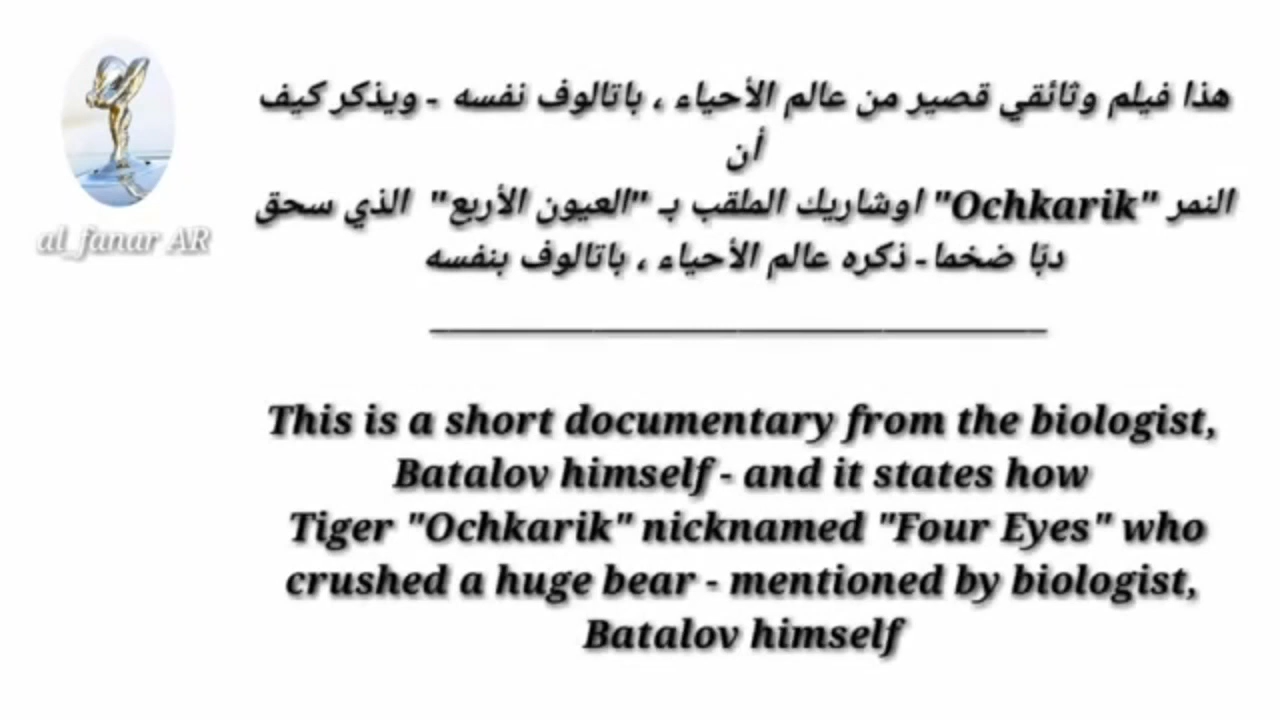 al_fanar AR
هذا فيلم وثائقي قصير من عالم الأحياء ، باتالوف نفسه - ويذكر كيف
أن
النمر "Ochkarik" اوشاريك الملقب بـ "العيون الأربع" الذي سحق
دبًا ضخما- ذكره عالم الأحياء ، باتالوف بنفسه
This is a short documentary from the biologist,
Batalov himself - and it states how
Tiger "Ochkarik" nicknamed "Four Eyes" who
crushed a huge bear - mentioned by biologist,
Batalov himself